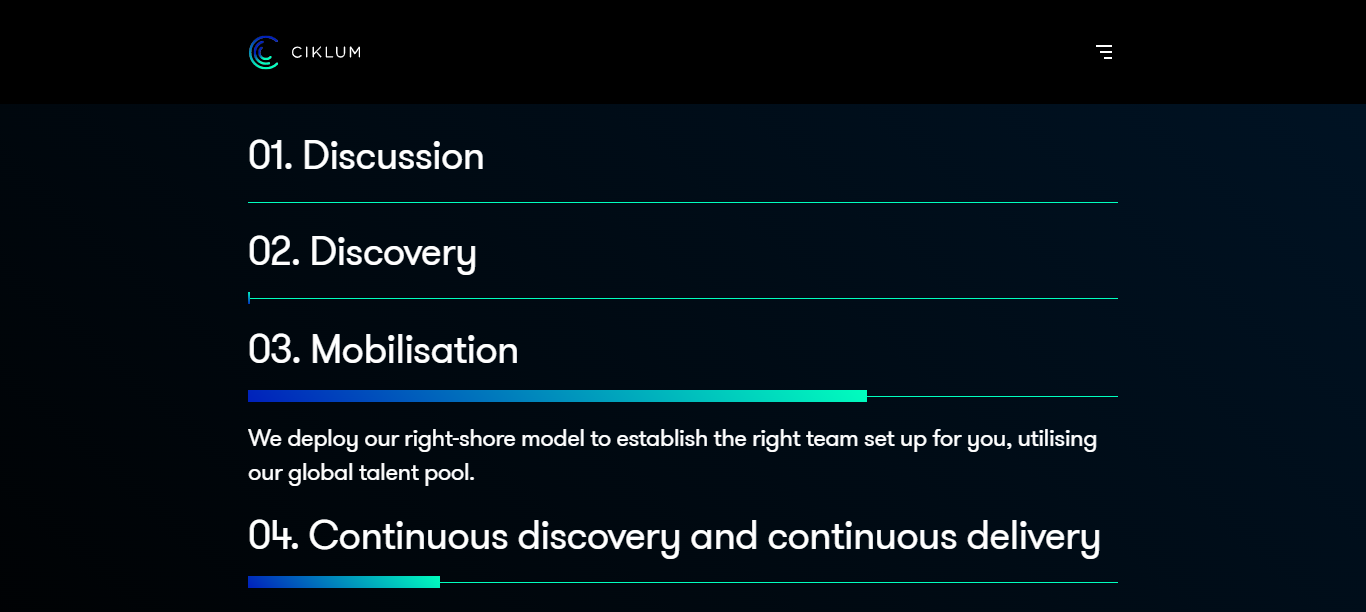 CIKLUM
01. Discussion
02. Discovery
03. Mobilisation
We deploy our right-shore model to establish the right team set up for you, utilising
our global talent pool.
04. Continuous discovery and continuous delivery